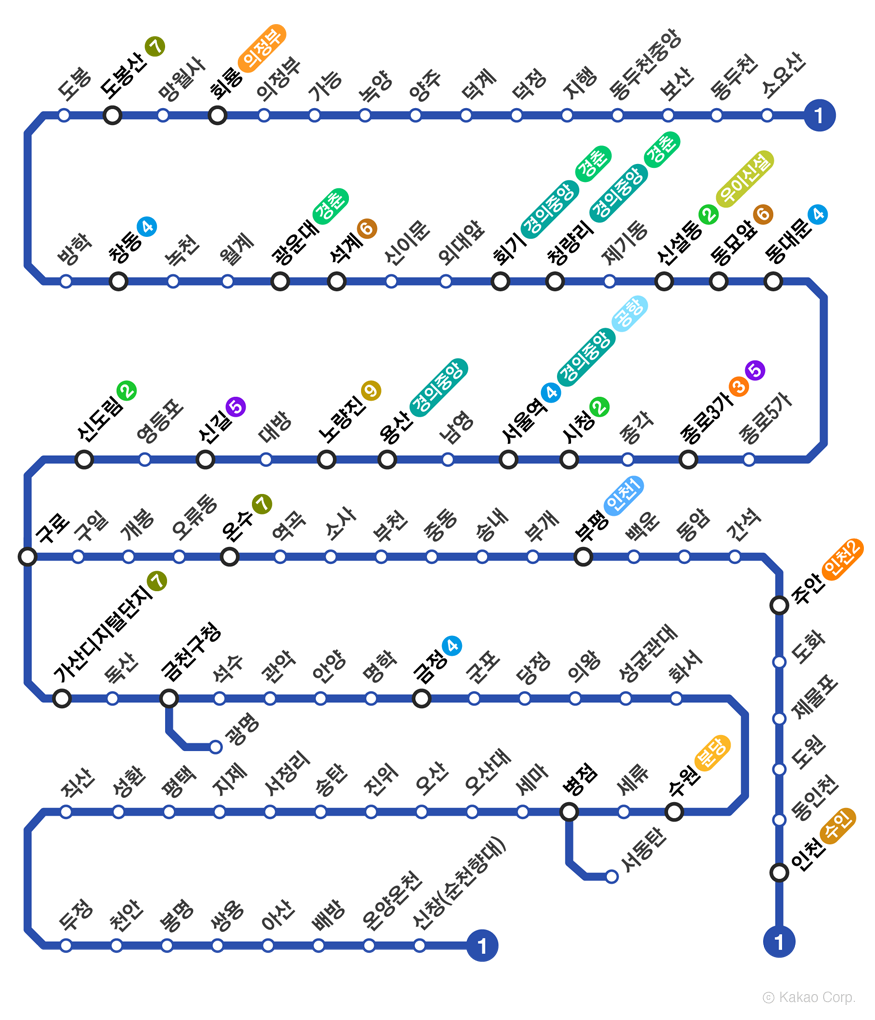 도봉
도봉산 7
망월사
회룡 의정부
의정부
가능
녹양
양주
덕계
덕정
지행
동두천중앙
보산
동두천
소요산
1
방학
창동 4
녹천
월계
광운대 경춘
석계 6
신이문
외대앞
회기 경의중앙 경춘
청량리 경의중앙 경춘
제기동
신설동 2 우이신설
동묘앞 6
동대문 4
신도림 2
영등포
신길 5
대방
노량진 9
용산 경의중앙
남영
서울역 4 경의중앙 공항
시청 2
종각
종로3가 3 5
종로5가
구로
구일
개봉
오류동
온수 7
역곡
소사
부천
중동
송내
부개
부평 인천1
백운
동암
간석
주안 인천2
도화
제물포
도원
동인천
인천 수인
1
가산디지털단지 7
독산
금천구청
광명
석수
관악
안양
명학
금정 4
군포
당정
의왕
성균관대
화서
직산
성환
평택
지제
서정리
송탄
진위
오산
오산대
세마
병점
서동탄
세류
수원 분당
두정
천안
봉명
쌍용
아산
배방
온양온천
신창(순천향대)
1
ⓒ Kakao Corp.